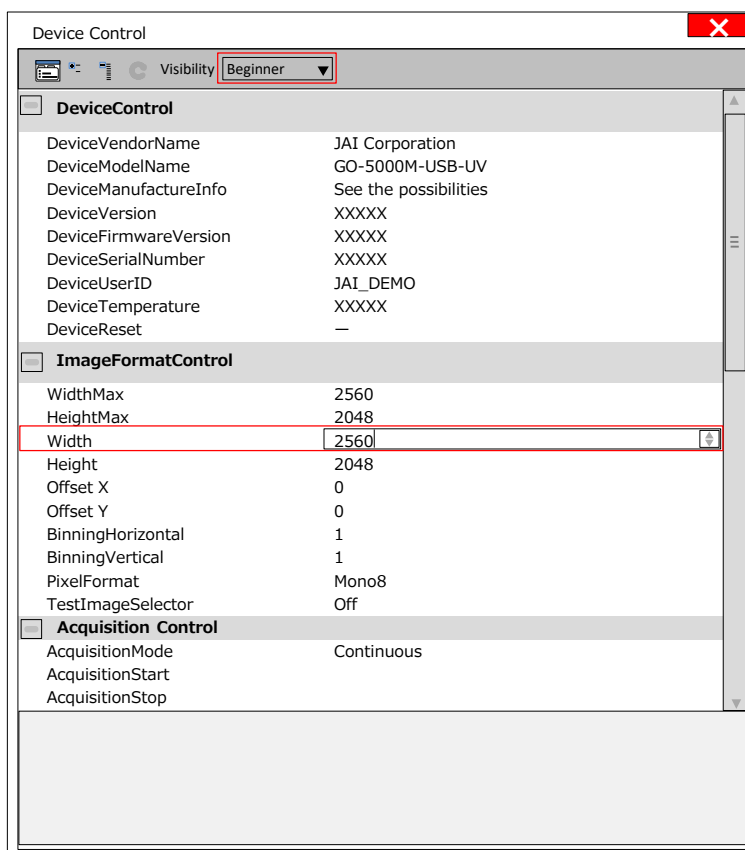 Device Control
Visibility Beginner
DeviceControl
DeviceVendorName JAI Corporation
DeviceModelName GO-5000M-USB-UV
DeviceManufactureInfo See the possibilities
DeviceVersion XXXXX
DeviceFirmwareVersion XXXXX
DeviceSerialNumber XXXXX
DeviceUserID JAI_DEMO
DeviceTemperature XXXXX
DeviceReset —
ImageFormatControl
WidthMax 2560
HeightMax 2048
Width 2560
Height 2048
Offset X 0
Offset Y 0
BinningHorizontal 1
BinningVertical 1
PixelFormat Mono8
TestImageSelector Off
Acquisition Control
AcquisitionMode Continuous
AcquisitionStart
AcquisitionStop